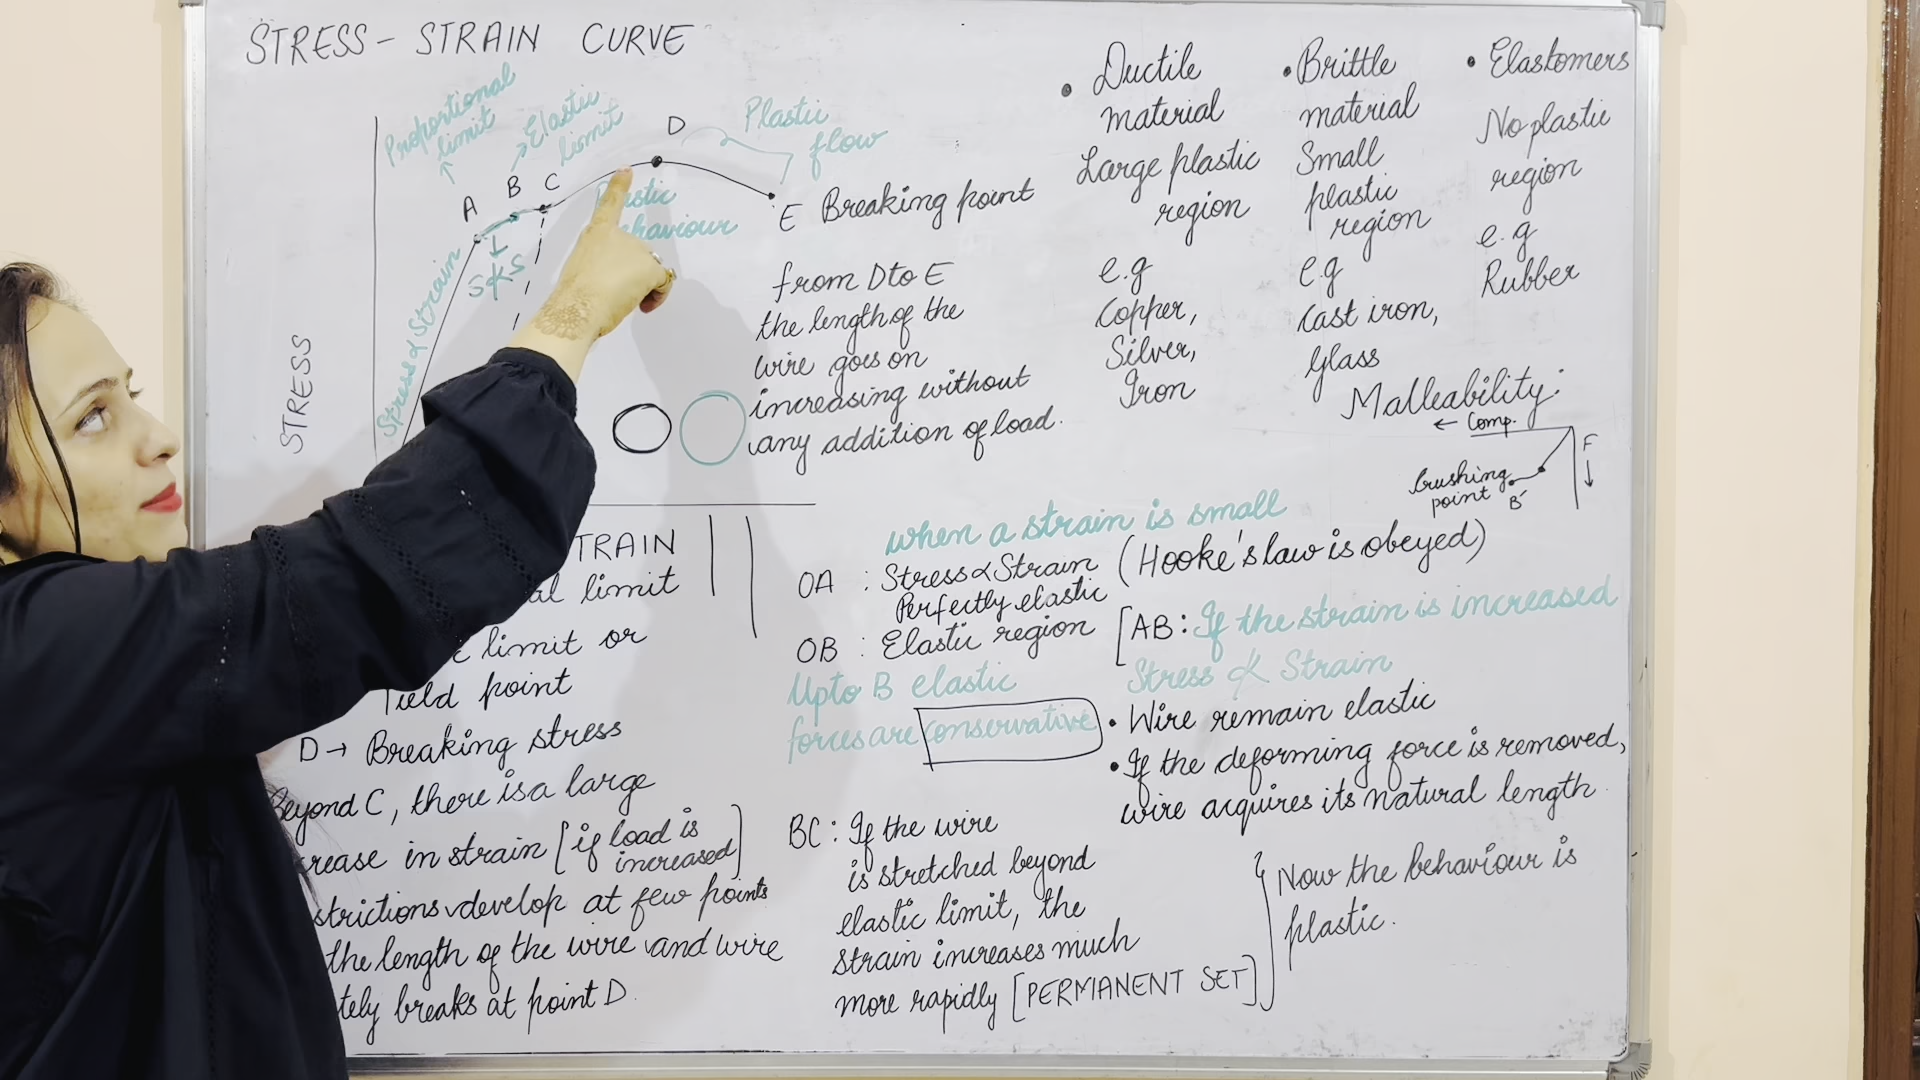 STRESS - STRAIN CURVE
Proportional
limit
Elastic
limit
A
B
C
D
Plastic
flow
E Breaking point
behaviour
S∝̸S
Stress ∝ Strain
STRESS
from D to E
the length of the
wire goes on
increasing without
any addition of load.
• Ductile
material
Large plastic
region
e.g
Copper,
Silver,
Iron
• Brittle
material
Small
plastic
region
e.g
Cast iron,
Glass
• Elastomers
No plastic
region
e.g
Rubber
Malleability:
← Comp.
F
↓
Crushing
point
B'
TRAIN
al limit
limit or
Yield point
D → Breaking stress
Beyond C, there is a large
rease in strain [if load is
increased]
strictions develop at few points
the length of the wire and wire
tely breaks at point D.
when a strain is small
OA : Stress ∝ Strain (Hooke's law is obeyed)
Perfectly elastic
OB : Elastic region
Upto B elastic
forces are conservative
[AB: If the strain is increased
Stress ∝̸ Strain
• Wire remain elastic
• If the deforming force is removed,
wire acquires its natural length.
BC: If the wire
is stretched beyond
elastic limit, the
strain increases much
more rapidly [PERMANENT SET]
Now the behaviour is
plastic.